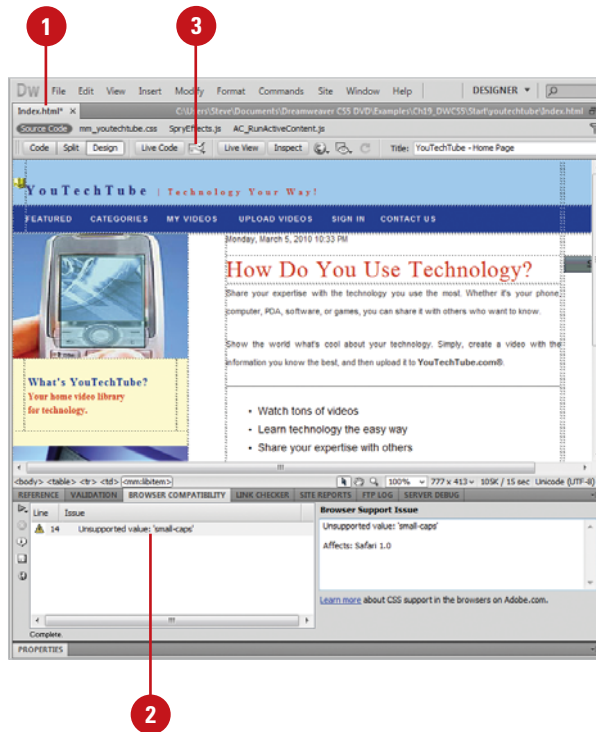 1
3
DW File Edit View Insert Modify Format Commands Site Window Help DESIGNER
Index.html* × C:\Users\Steve\Documents\Dreamweaver CS5 DVD\Examples\Ch19_DWCS5\Start\youtechtube\Index.html
Source Code mm_youtechtube.css SpryEffects.js AC_RunActiveContent.js
Code Split Design Live Code Live View Inspect Title: YouTechTube - Home Page
YouTechTube | Technology Your Way!
FEATURED CATEGORIES MY VIDEOS UPLOAD VIDEOS SIGN IN CONTACT US
Monday, March 5, 2010 10:33 PM
How Do You Use Technology?
Share your expertise with the technology you use the most. Whether it's your phone,
computer, PDA, software, or games, you can share it with others who want to know.
Show the world what's cool about your technology. Simply, create a video with the
information you know the best, and then upload it to YouTechTube.com®.
What's YouTechTube?
Your home video library
for technology.
• Watch tons of videos
• Learn technology the easy way
• Share your expertise with others
<body> <table> <tr> <td> <mm:libitem> 100% 777 x 413 105K / 15 sec Unicode (UTF-8)
REFERENCE VALIDATION BROWSER COMPATIBILITY LINK CHECKER SITE REPORTS FTP LOG SERVER DEBUG
Line Issue
14 Unsupported value: 'small-caps'
Browser Support Issue
Unsupported value: 'small-caps'
Affects: Safari 1.0
Learn more about CSS support in the browsers on Adobe.com.
Complete.
PROPERTIES
2